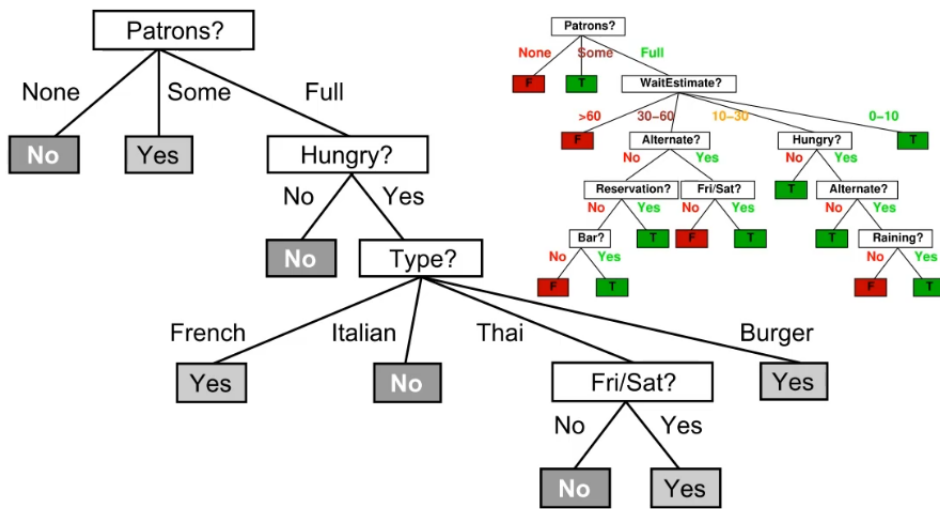 Patrons?
None Some Full
No Yes Hungry?
No Yes
No Type?
French Italian Thai Burger
Yes No Fri/Sat? Yes
No Yes
No Yes
Patrons?
None Some Full
F T WaitEstimate?
>60 30–60 10–30 0–10
F Alternate? Hungry? T
No Yes No Yes
Reservation? Fri/Sat? T Alternate?
No Yes No Yes No Yes
Bar? T F T T Raining?
No Yes No Yes
F T F T